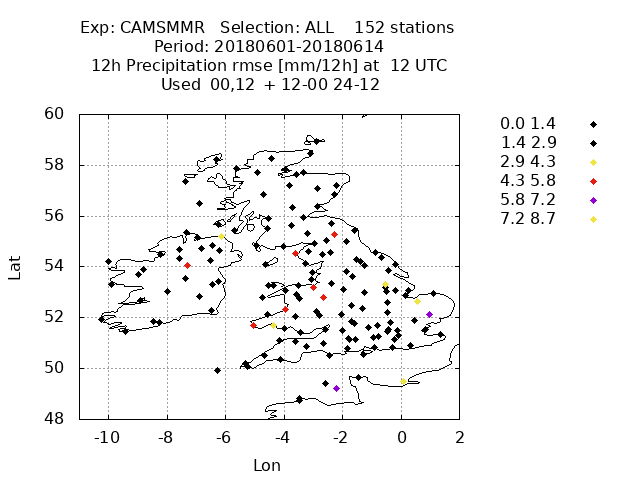 Exp: CAMSMMR Selection: ALL 152 stations
Period: 20180601-20180614
12h Precipitation rmse [mm/12h] at 12 UTC
Used 00,12 + 12-00 24-12
0.0 1.4
1.4 2.9
2.9 4.3
4.3 5.8
5.8 7.2
7.2 8.7
60
58
56
54
52
50
48
Lat
-10 -8 -6 -4 -2 0 2
Lon